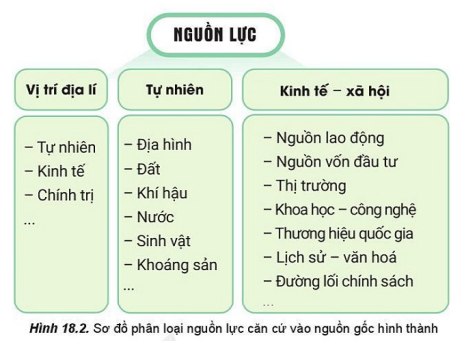 NGUỒN LỰC
Vị trí địa lí
– Tự nhiên
– Kinh tế
– Chính trị
...
Tự nhiên
– Địa hình
– Đất
– Khí hậu
– Nước
– Sinh vật
– Khoáng sản
...
Kinh tế – xã hội
– Nguồn lao động
– Nguồn vốn đầu tư
– Thị trường
– Khoa học – công nghệ
– Thương hiệu quốc gia
– Lịch sử – văn hoá
– Đường lối chính sách
...
Hình 18.2. Sơ đồ phân loại nguồn lực căn cứ vào nguồn gốc hình thành